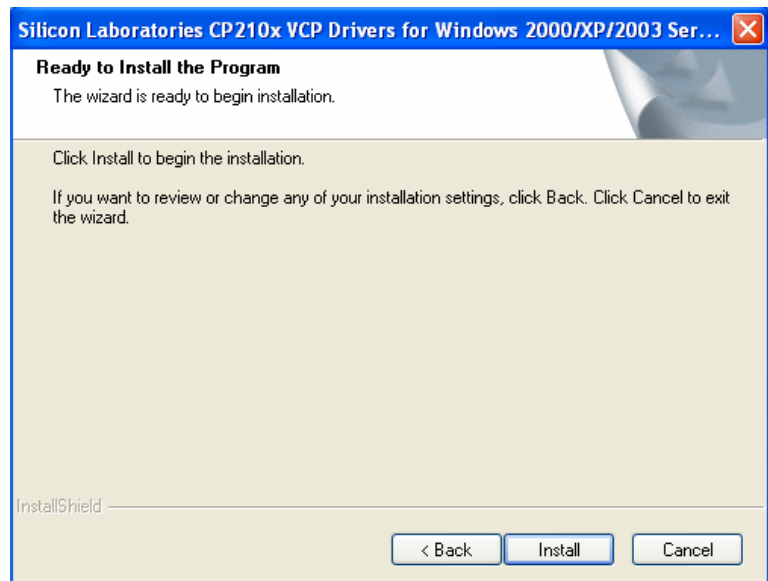 Silicon Laboratories CP210x VCP Drivers for Windows 2000/XP/2003 Ser...
Ready to Install the Program
The wizard is ready to begin installation.
Click Install to begin the installation.
If you want to review or change any of your installation settings, click Back. Click Cancel to exit
the wizard.
InstallShield
< Back Install Cancel